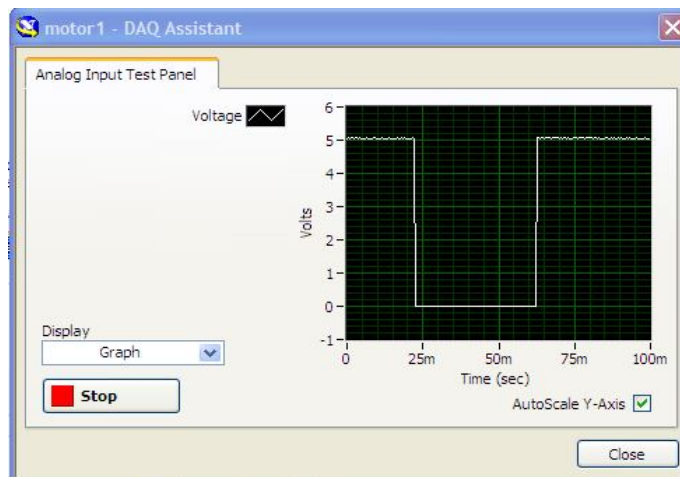 motor1 - DAQ Assistant
Analog Input Test Panel
Voltage
6
5
4
3
2
1
0
-1
Volts
0 25m 50m 75m 100m
Time (sec)
Display
Graph
Stop
AutoScale Y-Axis
Close